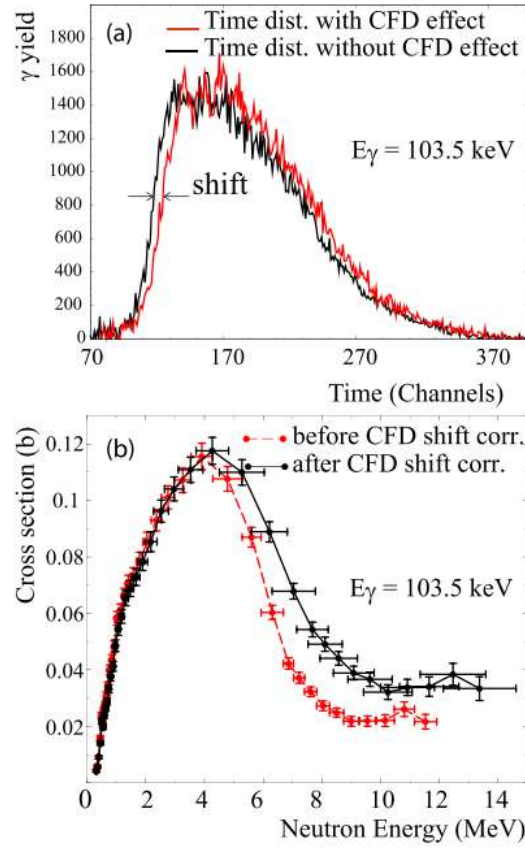 (a)
Time dist. with CFD effect
Time dist. without CFD effect
γ yield
1800
1600
1400
1200
1000
800
600
400
200
0
Eγ = 103.5 keV
shift
70 170 270 370
Time (Channels)
(b)
before CFD shift corr.
after CFD shift corr.
Cross section (b)
0.12
0.1
0.08
0.06
0.04
0.02
Eγ = 103.5 keV
0 2 4 6 8 10 12 14
Neutron Energy (MeV)